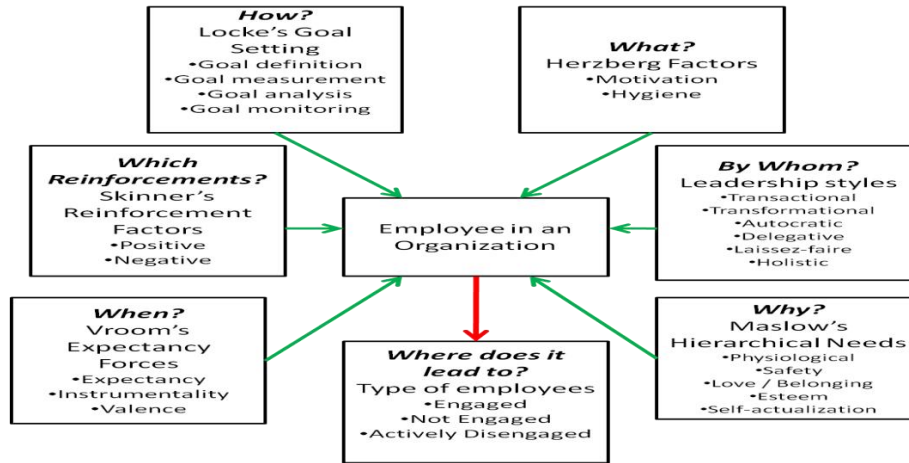 How?
Locke's Goal
Setting
•Goal definition
•Goal measurement
•Goal analysis
•Goal monitoring
What?
Herzberg Factors
•Motivation
•Hygiene
Which
Reinforcements?
Skinner's
Reinforcement
Factors
•Positive
•Negative
Employee in an
Organization
By Whom?
Leadership styles
•Transactional
•Transformational
•Autocratic
•Delegative
•Laissez-faire
•Holistic
When?
Vroom's
Expectancy
Forces
•Expectancy
•Instrumentality
•Valence
Where does it
lead to?
Type of employees
•Engaged
•Not Engaged
•Actively Disengaged
Why?
Maslow's
Hierarchical Needs
•Physiological
•Safety
•Love / Belonging
•Esteem
•Self-actualization